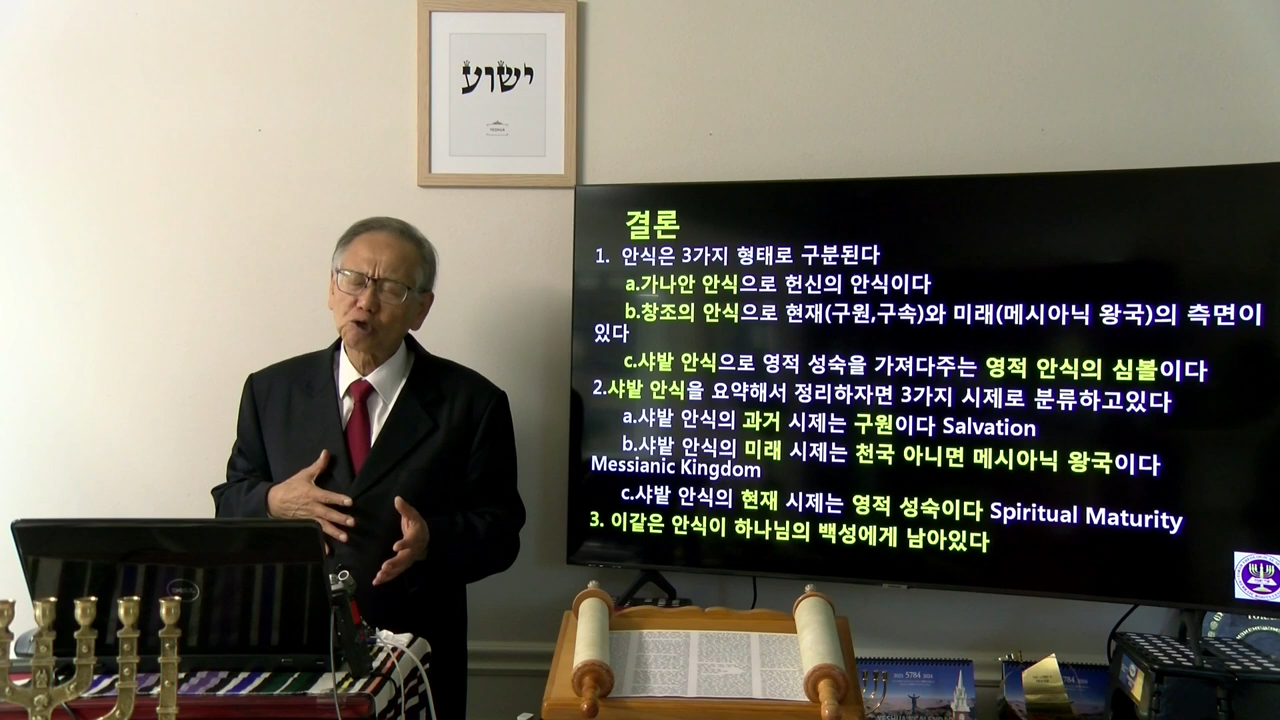 ישוע
YESHUA
결론
1. 안식은 3가지 형태로 구분된다
a.가나안 안식으로 헌신의 안식이다
b.창조의 안식으로 현재(구원,구속)와 미래(메시아닉 왕국)의 측면이
있다
c.샤밭 안식으로 영적 성숙을 가져다주는 영적 안식의 심볼이다
2.샤밭 안식을 요약해서 정리하자면 3가지 시제로 분류하고있다
a.샤밭 안식의 과거 시제는 구원이다 Salvation
b.샤밭 안식의 미래 시제는 천국 아니면 메시아닉 왕국이다
Messianic Kingdom
c.샤밭 안식의 현재 시제는 영적 성숙이다 Spiritual Maturity
3. 이같은 안식이 하나님의 백성에게 남아있다
DELL
5784
5784